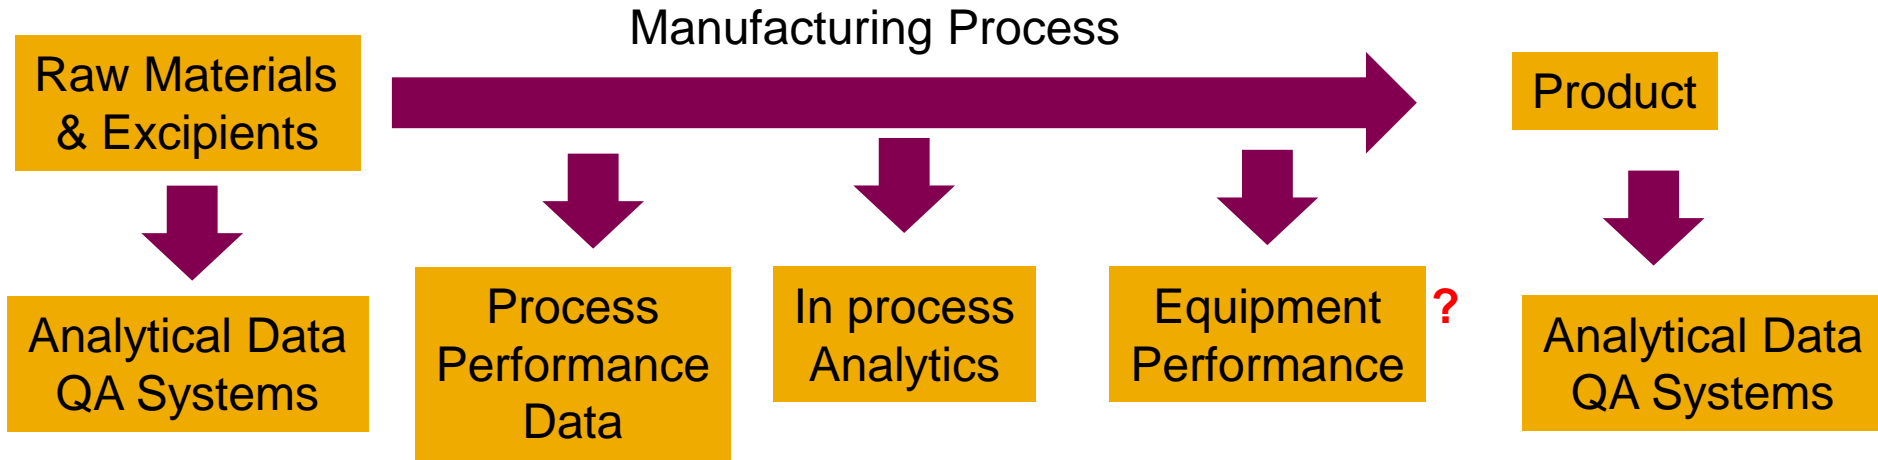 Manufacturing Process
Raw Materials
& Excipients
Product
Analytical Data
QA Systems
Process
Performance
Data
In process
Analytics
Equipment
Performance
?
Analytical Data
QA Systems